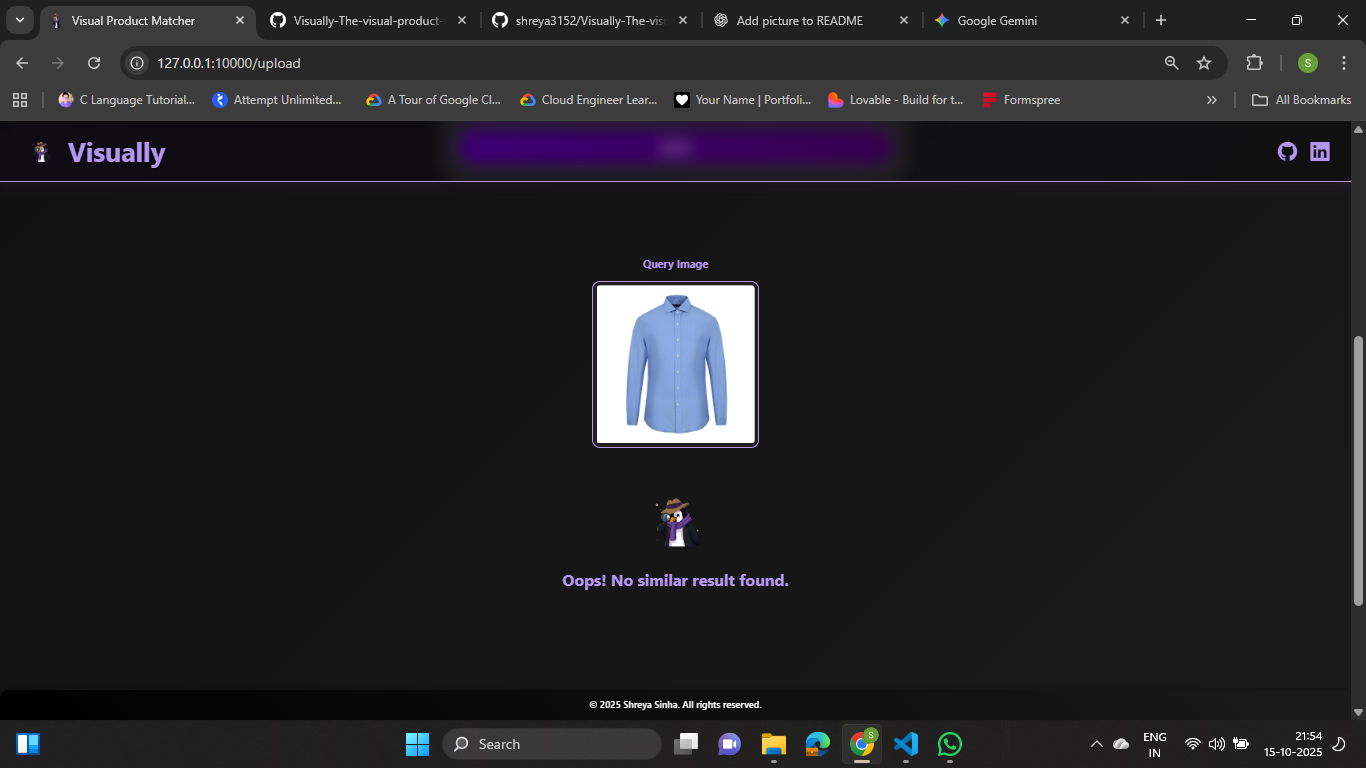 Visual Product Matcher
Visually-The-visual-product-
shreya3152/Visually-The-vis
Add picture to README
Google Gemini
127.0.0.1:10000/upload
S
C Language Tutorial...
Attempt Unlimited...
A Tour of Google Cl...
Cloud Engineer Lear...
Your Name | Portfoli...
Lovable - Build for t...
Formspree
»
All Bookmarks
Visually
in
Query Image
Oops! No similar result found.
© 2025 Shreya Sinha. All rights reserved.
Search
S
ENG
IN
21:54
15-10-2025